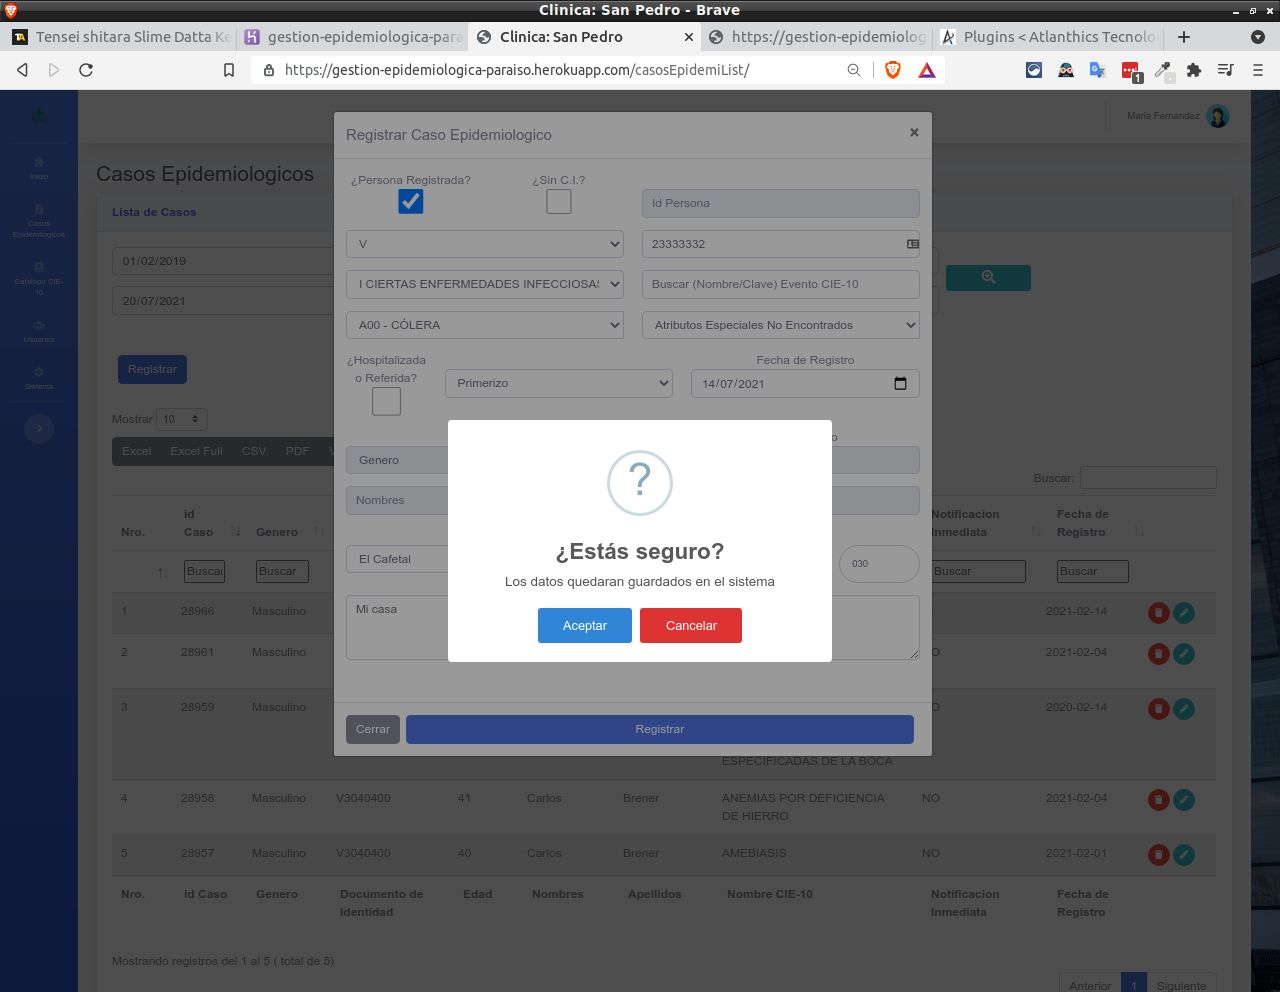 Clinica: San Pedro - Brave
Tensei shitara Slime Datta Ke
gestion-epidemiologica-para
Clinica: San Pedro
https://gestion-epidemiolog
Plugins < Atlanthics Tecnolo
https://gestion-epidemiologica-paraiso.herokuapp.com/casosEpidemiList/
1
Maria Fernandez
Inicio
Casos
Epidemiologicos
Catalogo CIE-
10
Usuarios
Sistema
Casos Epidemiologicos
Lista de Casos
01/02/2019
20/07/2021
Registrar
Mostrar 10
Excel Excel Full CSV PDF
Buscar:
Registrar Caso Epidemiologico
×
¿Persona Registrada?
¿Sin C.I.?
Id Persona
V
23333332
I CIERTAS ENFERMEDADES INFECCIOSAS
Buscar (Nombre/Clave) Evento CIE-10
A00 - CÓLERA
Atributos Especiales No Encontrados
¿Hospitalizada
o Referida?
Primerizo
Fecha de Registro
14/07/2021
Genero
Nombres
El Cafetal
030
Mi casa
Cerrar
Registrar
?
¿Estás seguro?
Los datos quedaran guardados en el sistema
Aceptar
Cancelar
Nro. id Caso Genero Notificacion Inmediata Fecha de Registro
Buscar Buscar Buscar Buscar
1 28966 Masculino 2021-02-14
2 28961 Masculino O 2021-02-04
3 28959 Masculino O 2020-02-14
ESPECIFICADAS DE LA BOCA
4 28958 Masculino V3040400 41 Carlos Brener ANEMIAS POR DEFICIENCIA NO 2021-02-04
DE HIERRO
5 28957 Masculino V3040400 40 Carlos Brener AMEBIASIS NO 2021-02-01
Nro. id Caso Genero Documento de Identidad Edad Nombres Apellidos Nombre CIE-10 Notificacion Inmediata Fecha de Registro
Mostrando registros del 1 al 5 ( total de 5)
Anterior 1 Siguiente